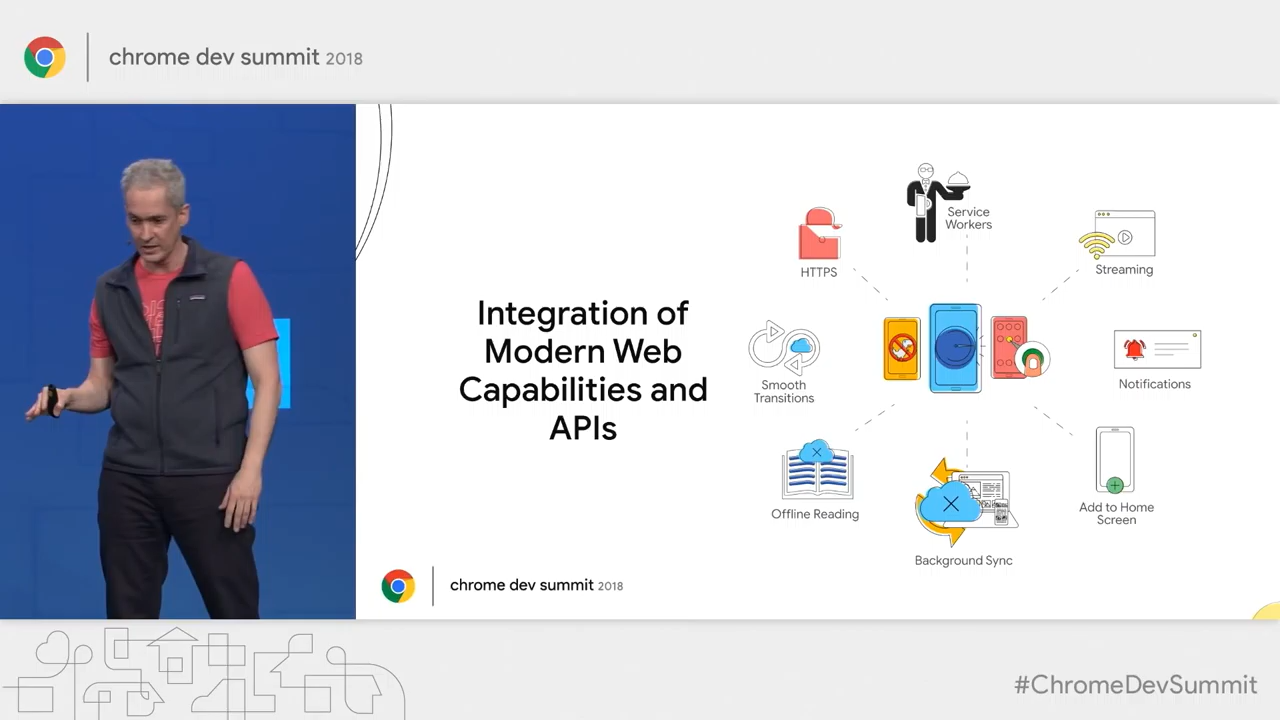 chrome dev summit 2018
Integration of
Modern Web
Capabilities and
APIs
Service
Workers
HTTPS
Streaming
Smooth
Transitions
Notifications
Offline Reading
Add to Home
Screen
Background Sync
chrome dev summit 2018
#ChromeDevSummit